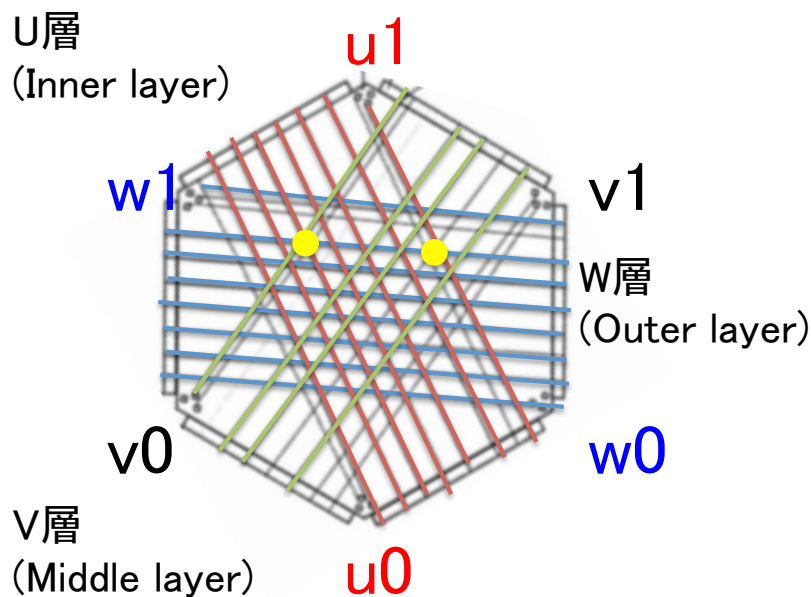 U層
(Inner layer)
u1
w1
v1
W層
(Outer layer)
v0
w0
V層
(Middle layer)
u0